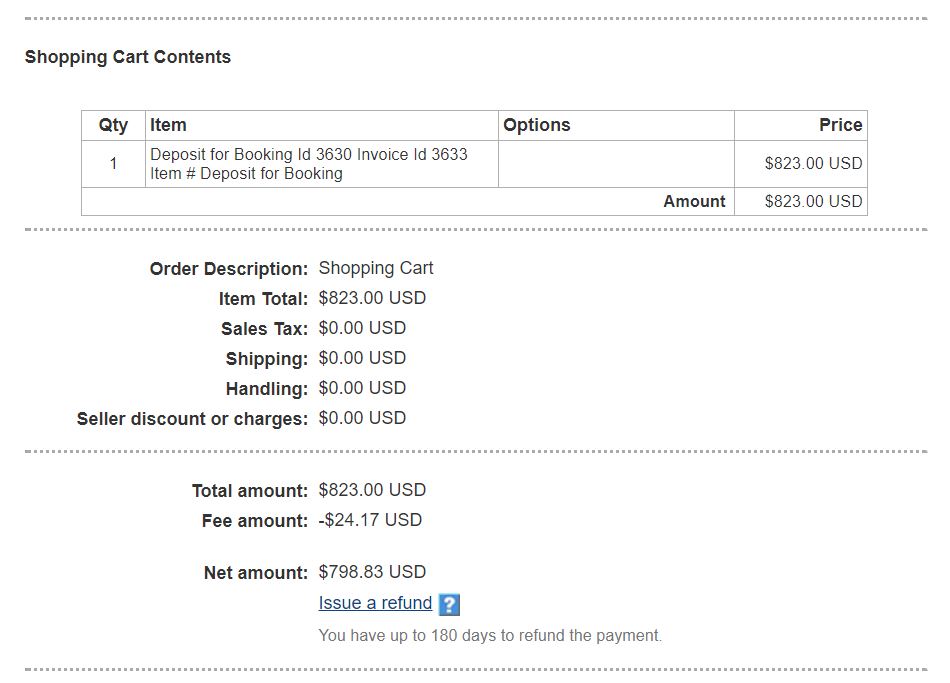 Shopping Cart Contents
Qty Item Options Price
1 Deposit for Booking Id 3630 Invoice Id 3633 $823.00 USD
Item # Deposit for Booking
Amount $823.00 USD
Order Description: Shopping Cart
Item Total: $823.00 USD
Sales Tax: $0.00 USD
Shipping: $0.00 USD
Handling: $0.00 USD
Seller discount or charges: $0.00 USD
Total amount: $823.00 USD
Fee amount: -$24.17 USD
Net amount: $798.83 USD
Issue a refund ?
You have up to 180 days to refund the payment.